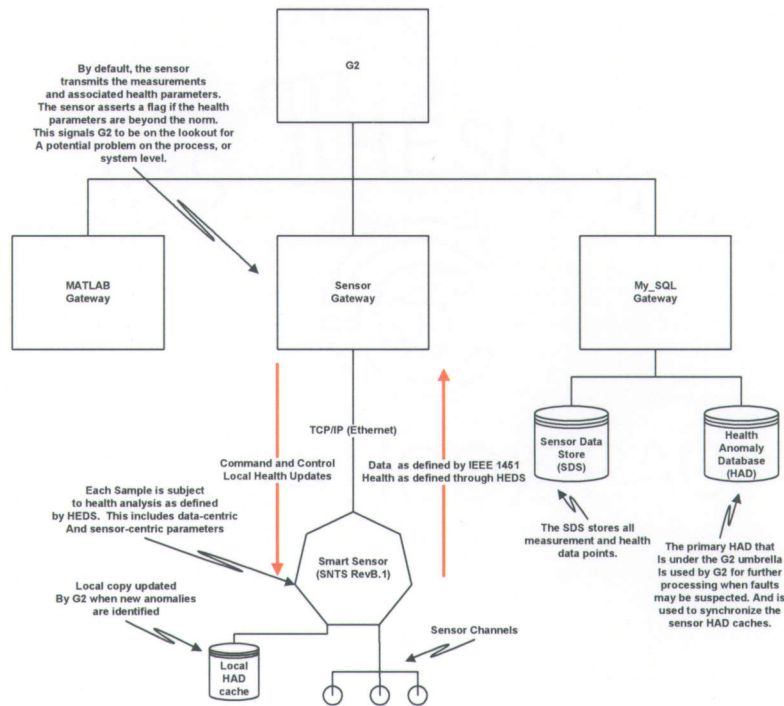 G2
By default, the sensor
transmits the measurements
and associated health parameters.
The sensor asserts a flag if the health
parameters are beyond the norm.
This signals G2 to be on the lookout for
A potential problem on the process, or
system level.
MATLAB
Gateway
Sensor
Gateway
My_SQL
Gateway
TCP/IP (Ethernet)
Command and Control
Local Health Updates
Data as defined by IEEE 1451
Health as defined through HEDS
Sensor Data
Store
(SDS)
Health
Anomaly
Database
(HAD)
Each Sample is subject
to health analysis as defined
by HEDS. This includes data-centric
And sensor-centric parameters
The SDS stores all
measurement and health
data points.
The primary HAD that
Is under the G2 umbrella
Is used by G2 for further
processing when faults
may be suspected. And is
used to synchronize the
sensor HAD caches.
Smart Sensor
(SNTS RevB.1)
Local copy updated
By G2 when new anomalies
are identified
Local
HAD
cache
Sensor Channels